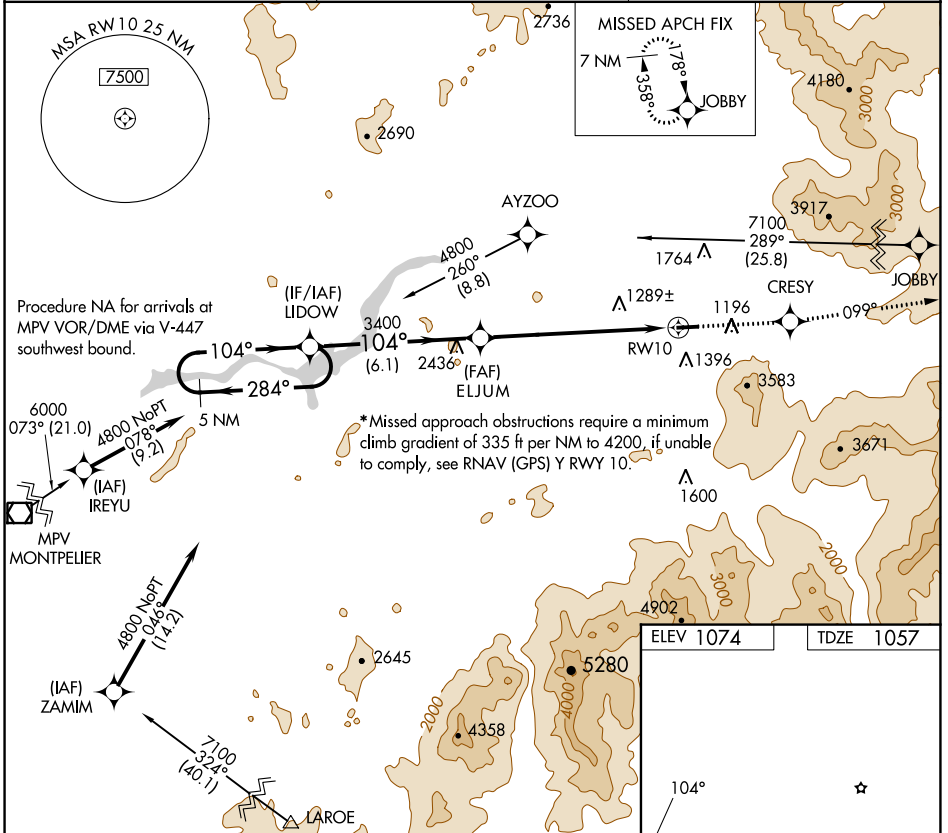 MSA RW10 25 NM
7500
2736
MISSED APCH FIX
7 NM
178°
358°
JOBBY
4180
3000
2690
AYZOO
3917
3000
7100
289°
(25.8)
1764
JOBBY
4800
260°
(8.8)
Procedure NA for arrivals at
MPV VOR/DME via V-447
southwest bound.
(IF/IAF)
LIDOW
3400
104°
(6.1)
104°
284°
5 NM
2436
(FAF)
ELJUM
1289±
1196
CRESY
099°
RW10
1396
3583
6000
073° (21.0)
4800 NoPT
078°
(9.2)
(IAF)
IREYU
*Missed approach obstructions require a minimum
climb gradient of 335 ft per NM to 4200, if unable
to comply, see RNAV (GPS) Y RWY 10.
3671
1600
MPV
MONTPELIER
2000
3000
4902
4800 NoPT
046°
(14.2)
2645
5280
4000
2000
4358
(IAF)
ZAMIM
7100
324°
(40.1)
LAROE
ELEV 1074
TDZE 1057
104°